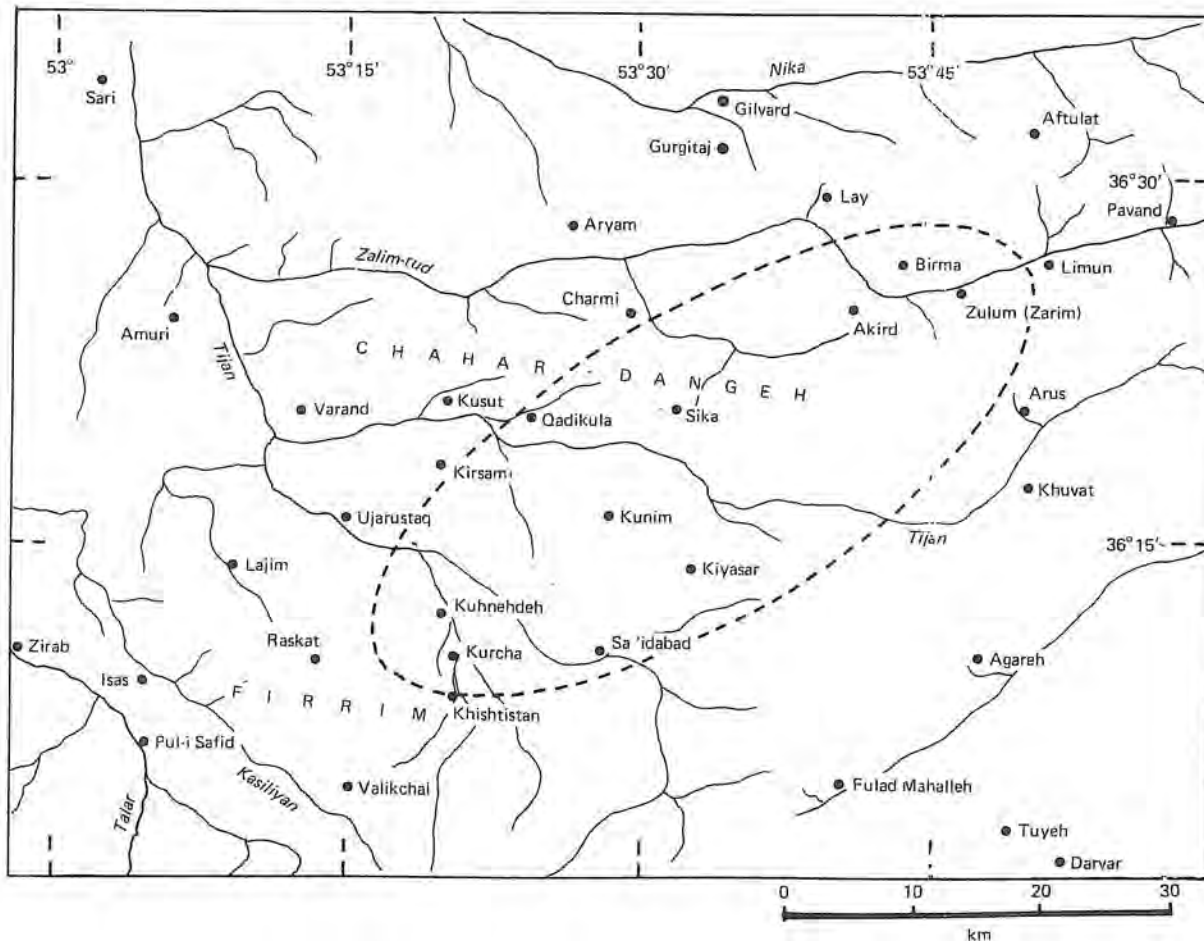 53°
53°15'
53°30'
53°45'
Nika
Sari
Gilvard
Aftulat
Gurgitaj
36°30'
Lay
Pavand
Aryam
Zalim-rud
Birma
Limun
Charmi
Zulum (Zarim)
Amuri
Akird
Tijan
CHAHAR DANGEH
Kusut
Arus
Varand
Qadikula
Sika
Kirsam
Khuvat
Ujarustaq
Kunim
Tijan
36°15'
Lajim
Kiyasar
Kuhnehdeh
Zirab
Raskat
Kurcha
Sa'idabad
Agareh
Isas
FIRRIM
Khishtistan
Pul-i Safid
Kasiliyan
Valikchal
Fulad Mahalleh
Talar
Tuyeh
Darvar
0 10 20 30
km